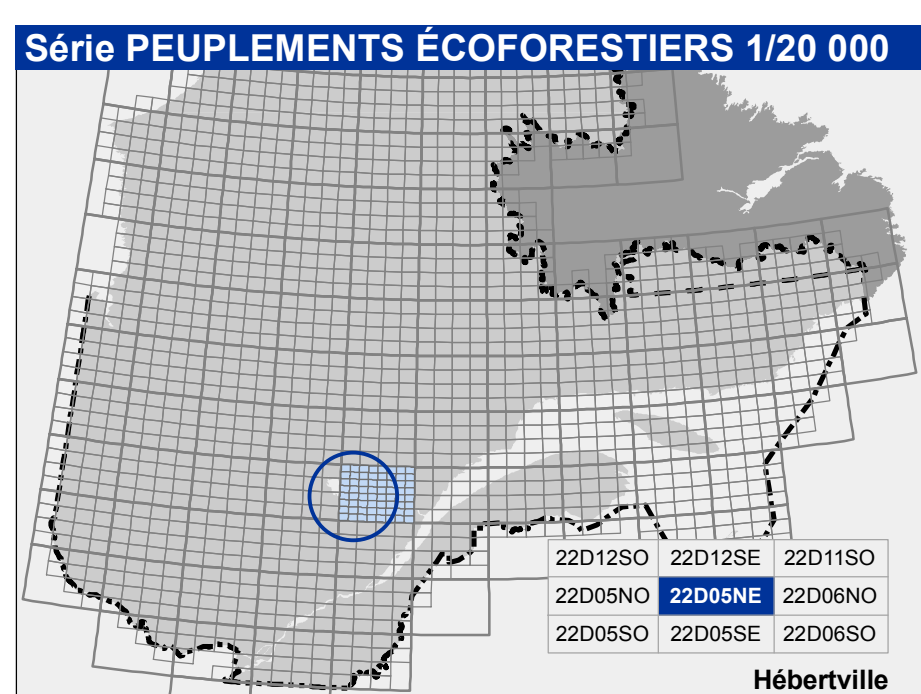 Série PEUPLEMENTS ÉCOFORESTIERS 1/20 000
22D12SO 22D12SE 22D11SO
22D05NO 22D05NE 22D06NO
22D05SO 22D05SE 22D06SO
Hébertville